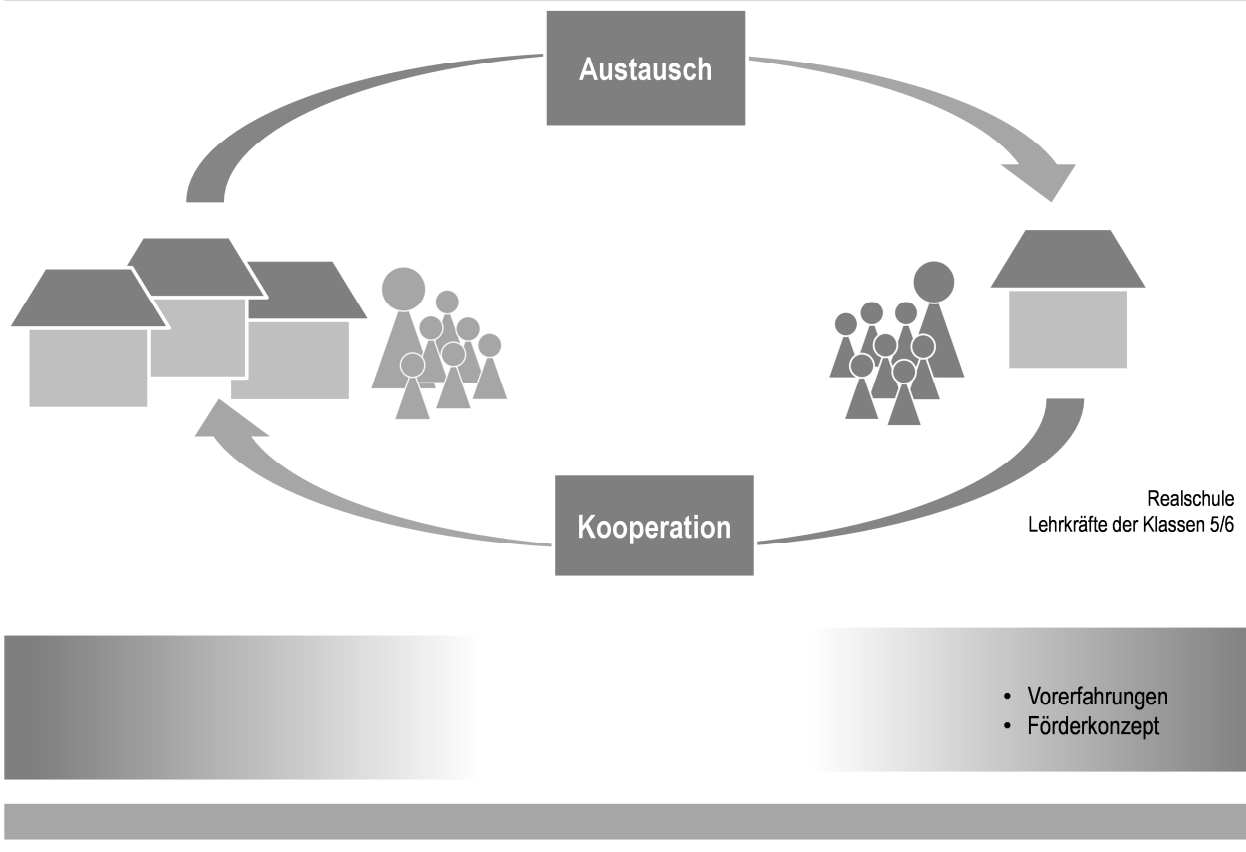 Austausch
Kooperation
Realschule
Lehrkräfte der Klassen 5/6
• Vorerfahrungen
• Förderkonzept